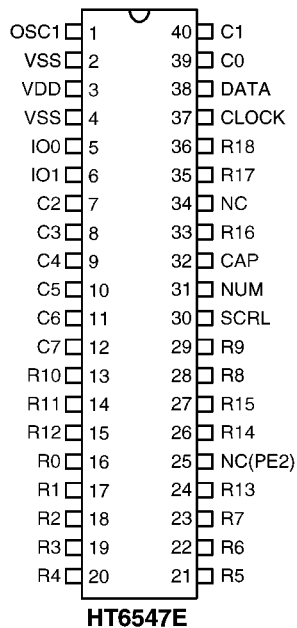 OSC1 1 40 C1
VSS 2 39 C0
VDD 3 38 DATA
VSS 4 37 CLOCK
IO0 5 36 R18
IO1 6 35 R17
C2 7 34 NC
C3 8 33 R16
C4 9 32 CAP
C5 10 31 NUM
C6 11 30 SCRL
C7 12 29 R9
R10 13 28 R8
R11 14 27 R15
R12 15 26 R14
R0 16 25 NC(PE2)
R1 17 24 R13
R2 18 23 R7
R3 19 22 R6
R4 20 21 R5
HT6547E